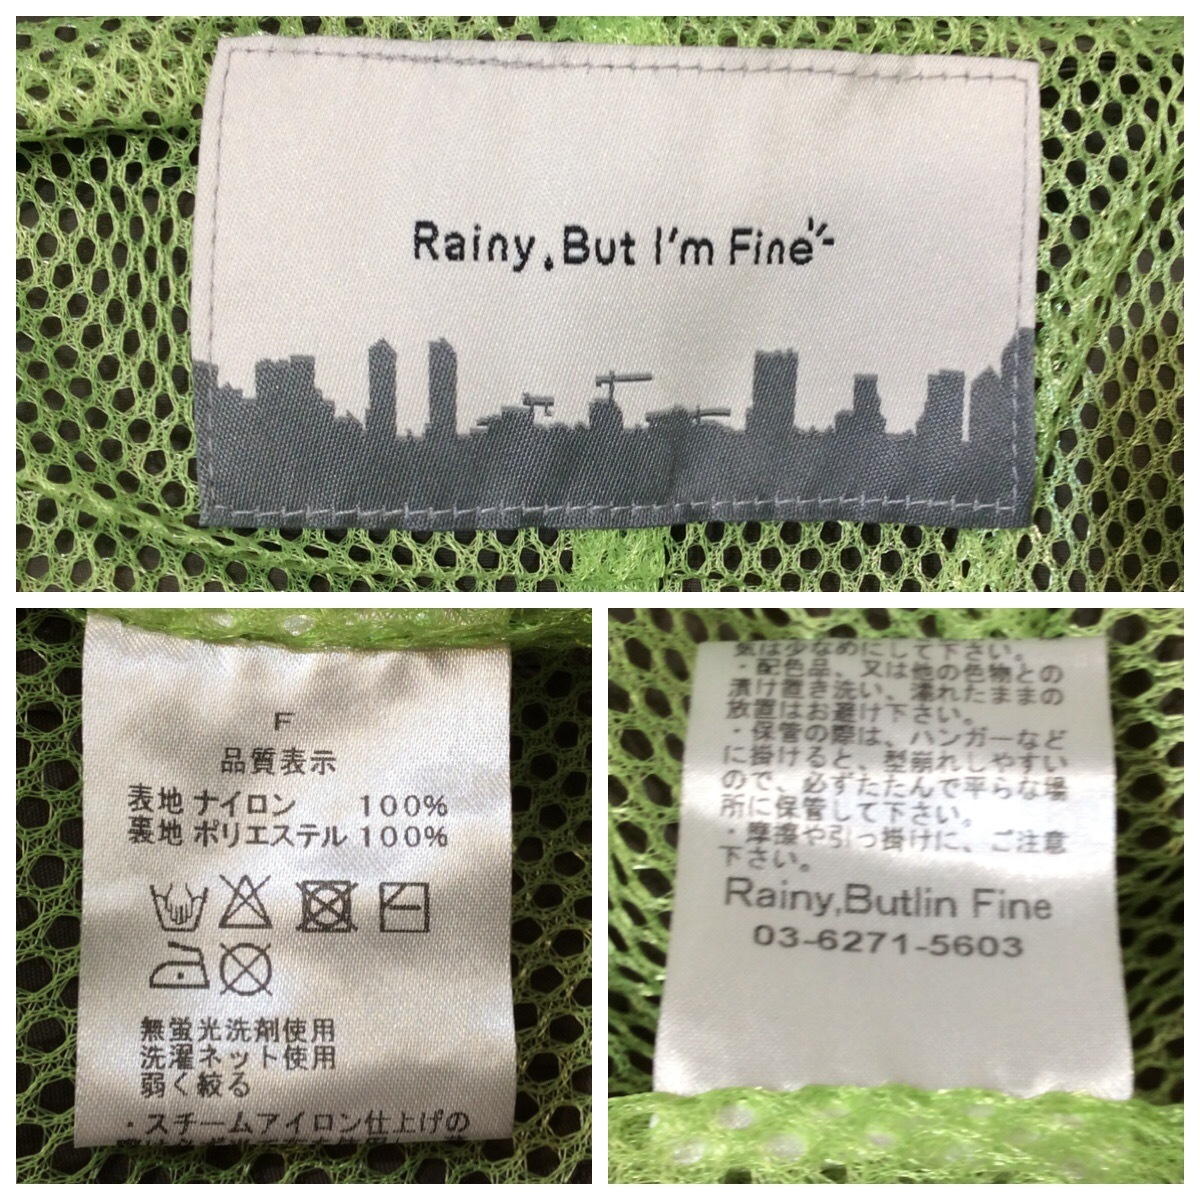 Rainy,But I'm Fine
F
品質表示
表地 ナイロン 100%
裏地 ポリエステル 100%
無蛍光洗剤使用
洗濯ネット使用
弱く絞る
・スチームアイロン仕上げの
気は少なめにして下さい。
・配色品、又は他の色物との
漬け置き洗い、濡れたままの
放置はお避け下さい。
・保管の際は、ハンガーなど
に掛けると、型崩れしやすい
ので、必ずたたんで平らな場
所に保管して下さい。
・摩擦や引っ掛けに、ご注意
下さい。
Rainy,Butlin Fine
03-6271-5603